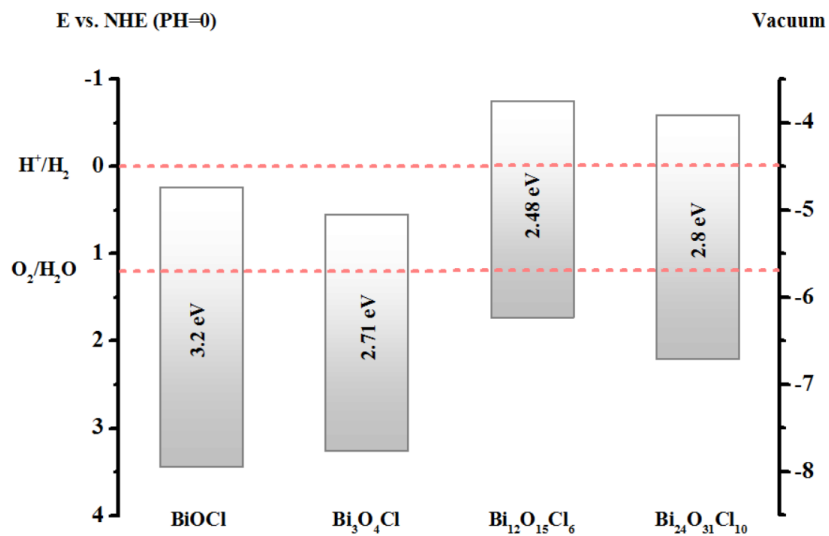 E vs. NHE (PH=0)
Vacuum
-1
H⁺/H₂
0
1
O₂/H₂O
2
3
4
-4
-5
-6
-7
-8
3.2 eV
2.71 eV
2.48 eV
2.8 eV
BiOCl
Bi₃O₄Cl
Bi₁₂O₁₅Cl₆
Bi₂₄O₃₁Cl₁₀